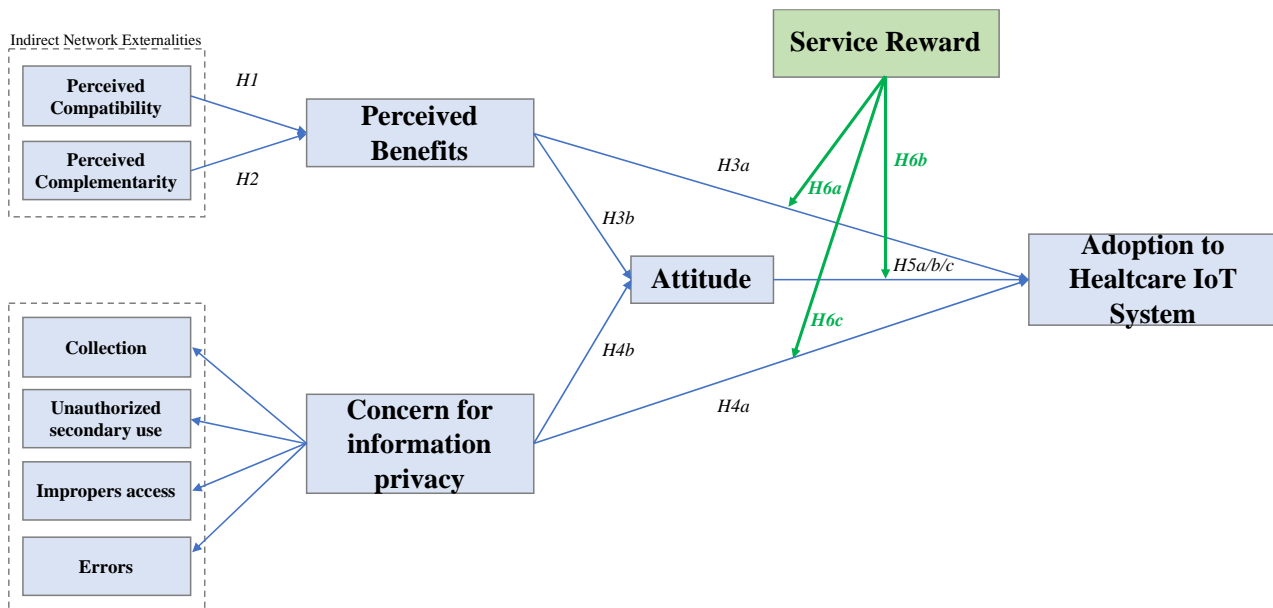 Indirect Network Externalities
Perceived
Compatibility
Perceived
Complementarity
H1
H2
Perceived
Benefits
Service Reward
H3a
H3b
H6a
H6b
H6c
Attitude
H5a/b/c
Adoption to
Healtcare IoT
System
H4b
H4a
Collection
Unauthorized
secondary use
Impropers access
Errors
Concern for
information
privacy